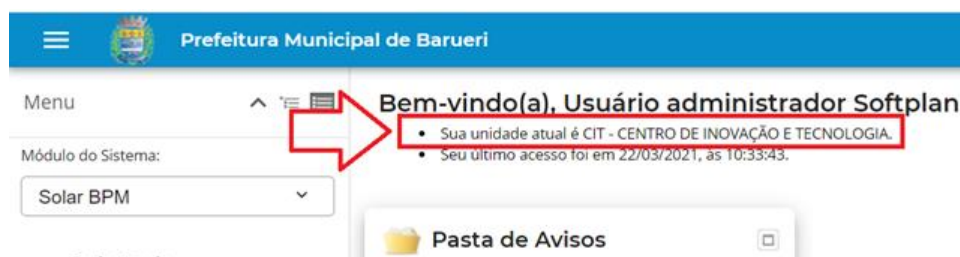 Prefeitura Municipal de Barueri
Menu
Bem-vindo(a), Usuário administrador Softplan
• Sua unidade atual é CIT - CENTRO DE INOVAÇÃO E TECNOLOGIA.
• Seu último acesso foi em 22/03/2021, às 10:33:43.
Módulo do Sistema:
Solar BPM
Pasta de Avisos